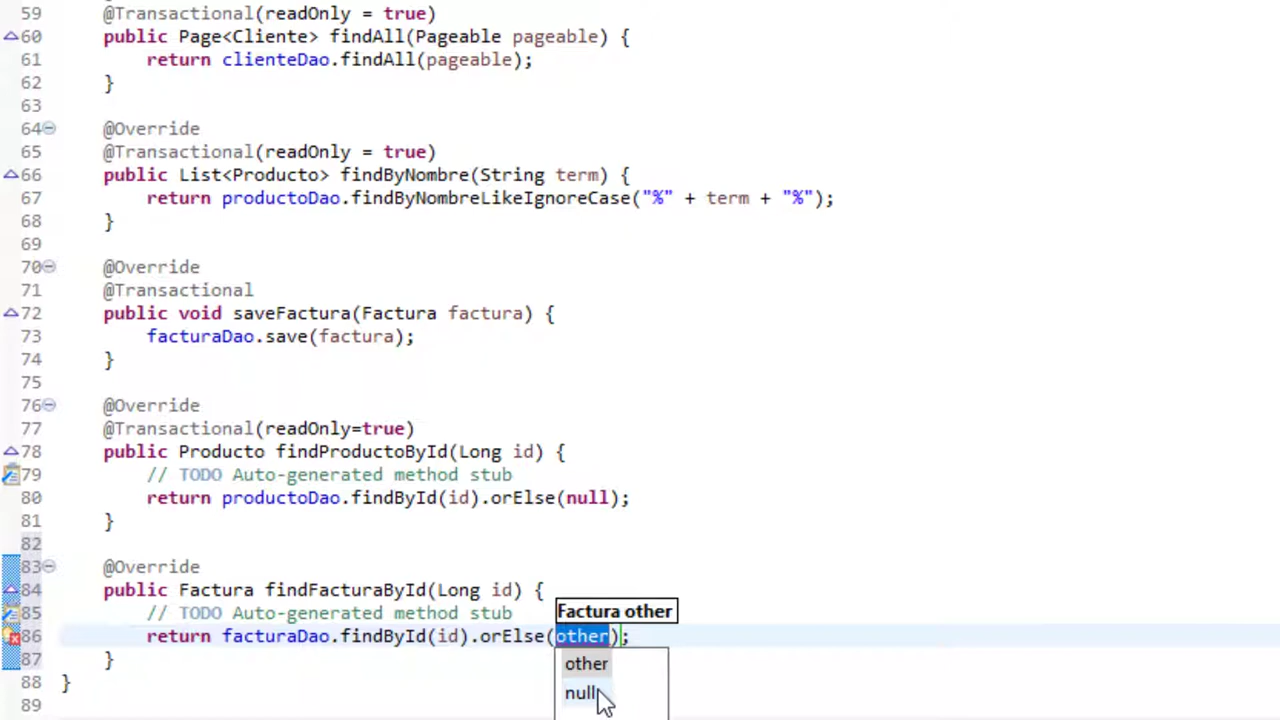 59 @Transactional(readOnly = true)
60 public Page<Cliente> findAll(Pageable pageable) {
61 return clienteDao.findAll(pageable);
62 }
63
64 @Override
65 @Transactional(readOnly = true)
66 public List<Producto> findByNombre(String term) {
67 return productoDao.findByNombreLikeIgnoreCase("%" + term + "%");
68 }
69
70 @Override
71 @Transactional
72 public void saveFactura(Factura factura) {
73 facturaDao.save(factura);
74 }
75
76 @Override
77 @Transactional(readOnly=true)
78 public Producto findProductoById(Long id) {
79 // TODO Auto-generated method stub
80 return productoDao.findById(id).orElse(null);
81 }
82
83 @Override
84 public Factura findFacturaById(Long id) {
85 // TODO Auto-generated method stub
Factura other
86 return facturaDao.findById(id).orElse(other);
87 }
other
88 }
null
89